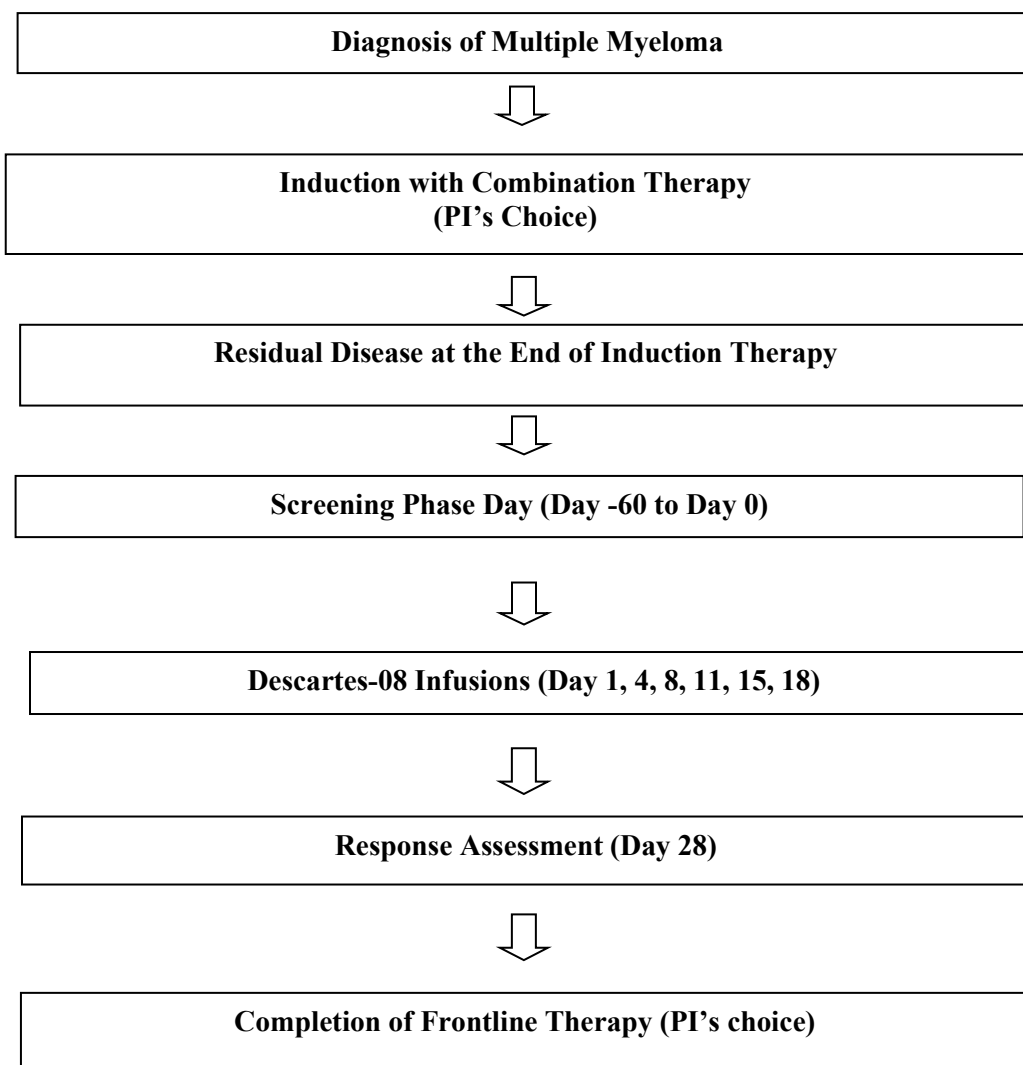 Diagnosis of Multiple Myeloma
Induction with Combination Therapy
(PI’s Choice)
Residual Disease at the End of Induction Therapy
Screening Phase Day (Day -60 to Day 0)
Descartes-08 Infusions (Day 1, 4, 8, 11, 15, 18)
Response Assessment (Day 28)
Completion of Frontline Therapy (PI’s choice)